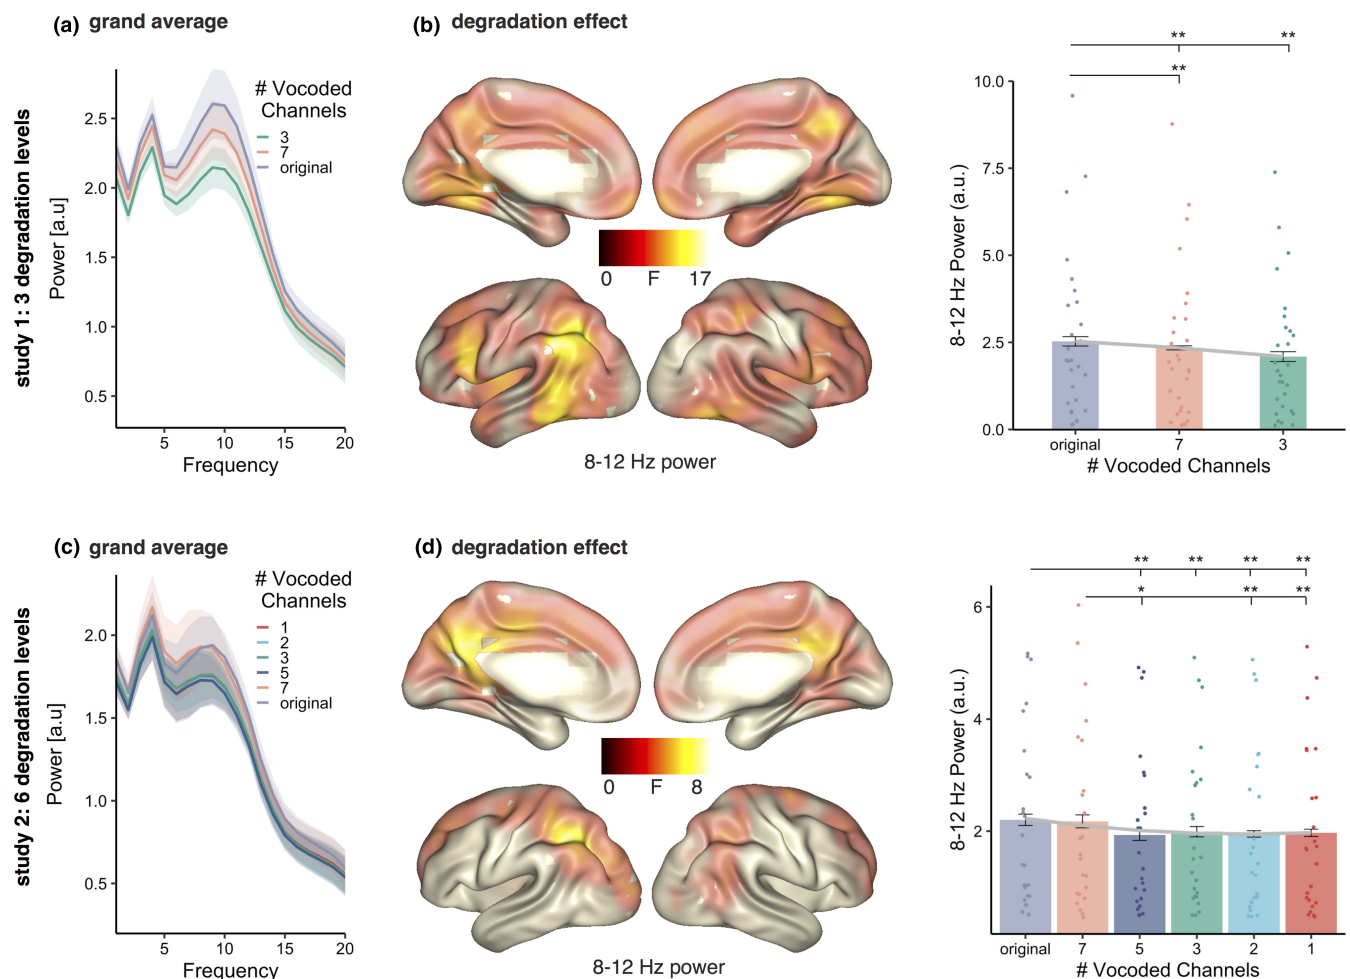 (a) grand average
(b) degradation effect
study 1: 3 degradation levels
Power [a.u]
2.5
2.0
1.5
1.0
0.5
# Vocoded
Channels
3
7
original
5 10 15 20
Frequency
0 F 17
8-12 Hz power
** **
**
8-12 Hz Power (a.u.)
10.0
7.5
5.0
2.5
0.0
original 7 3
# Vocoded Channels
(c) grand average
(d) degradation effect
study 2: 6 degradation levels
Power [a.u]
2.0
1.5
1.0
0.5
# Vocoded
Channels
1
2
3
5
7
original
5 10 15 20
Frequency
0 F 8
8-12 Hz power
** ** ** **
* ** **
8-12 Hz Power (a.u.)
6
4
2
original 7 5 3 2 1
# Vocoded Channels